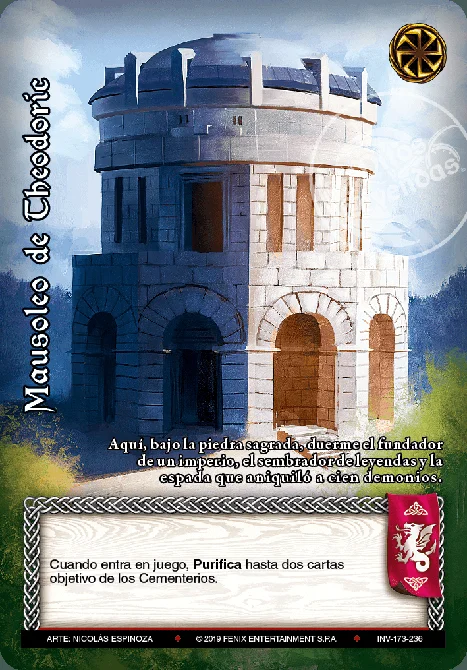 Mausoleo de Theodoric
Aquí, bajo la piedra sagrada, duerme el fundador
de un imperio, el sembrador de leyendas y la
espada que aniquiló a cien demonios.
Cuando entra en juego, Purifica hasta dos cartas
objetivo de los Cementerios.
ARTE: NICOLÁS ESPINOZA © 2019 FENIX ENTERTAINMENT S.P.A INV-173-236